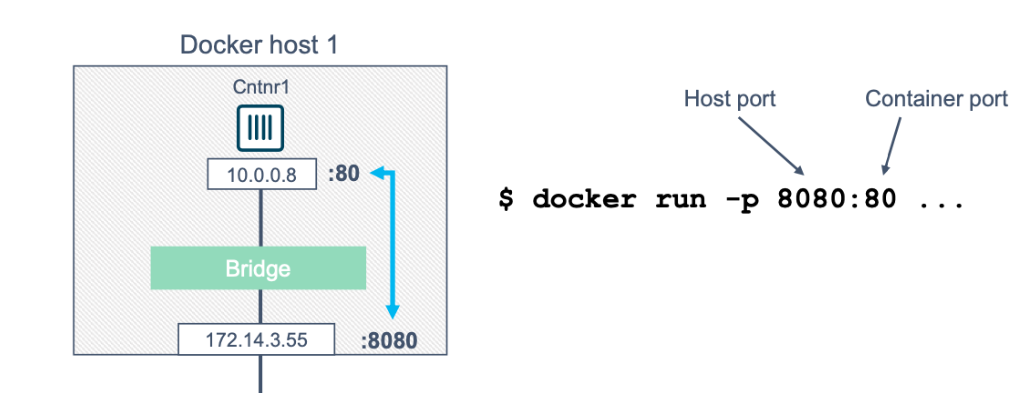 Docker host 1
Cntnr1
10.0.0.8 :80
Bridge
172.14.3.55 :8080
Host port Container port
$ docker run -p 8080:80 ...